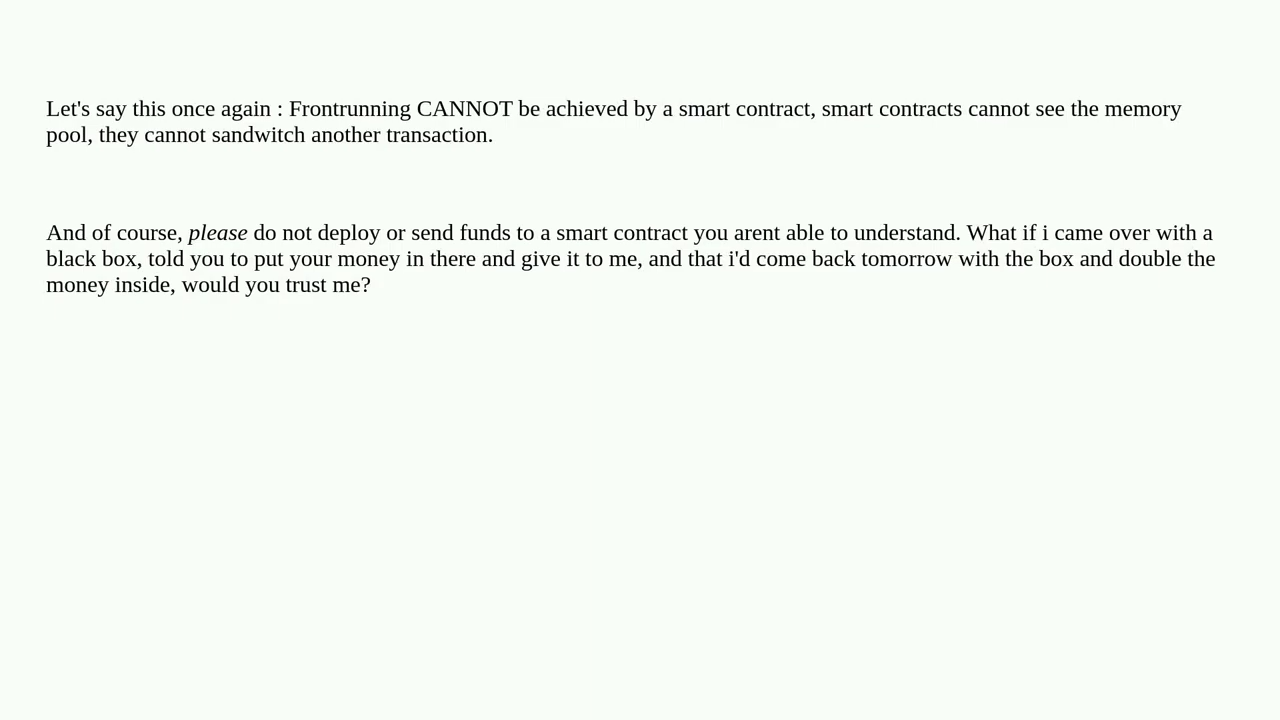 Let's say this once again : Frontrunning CANNOT be achieved by a smart contract, smart contracts cannot see the memory
pool, they cannot sandwitch another transaction.
And of course, please do not deploy or send funds to a smart contract you arent able to understand. What if i came over with a
black box, told you to put your money in there and give it to me, and that i'd come back tomorrow with the box and double the
money inside, would you trust me?